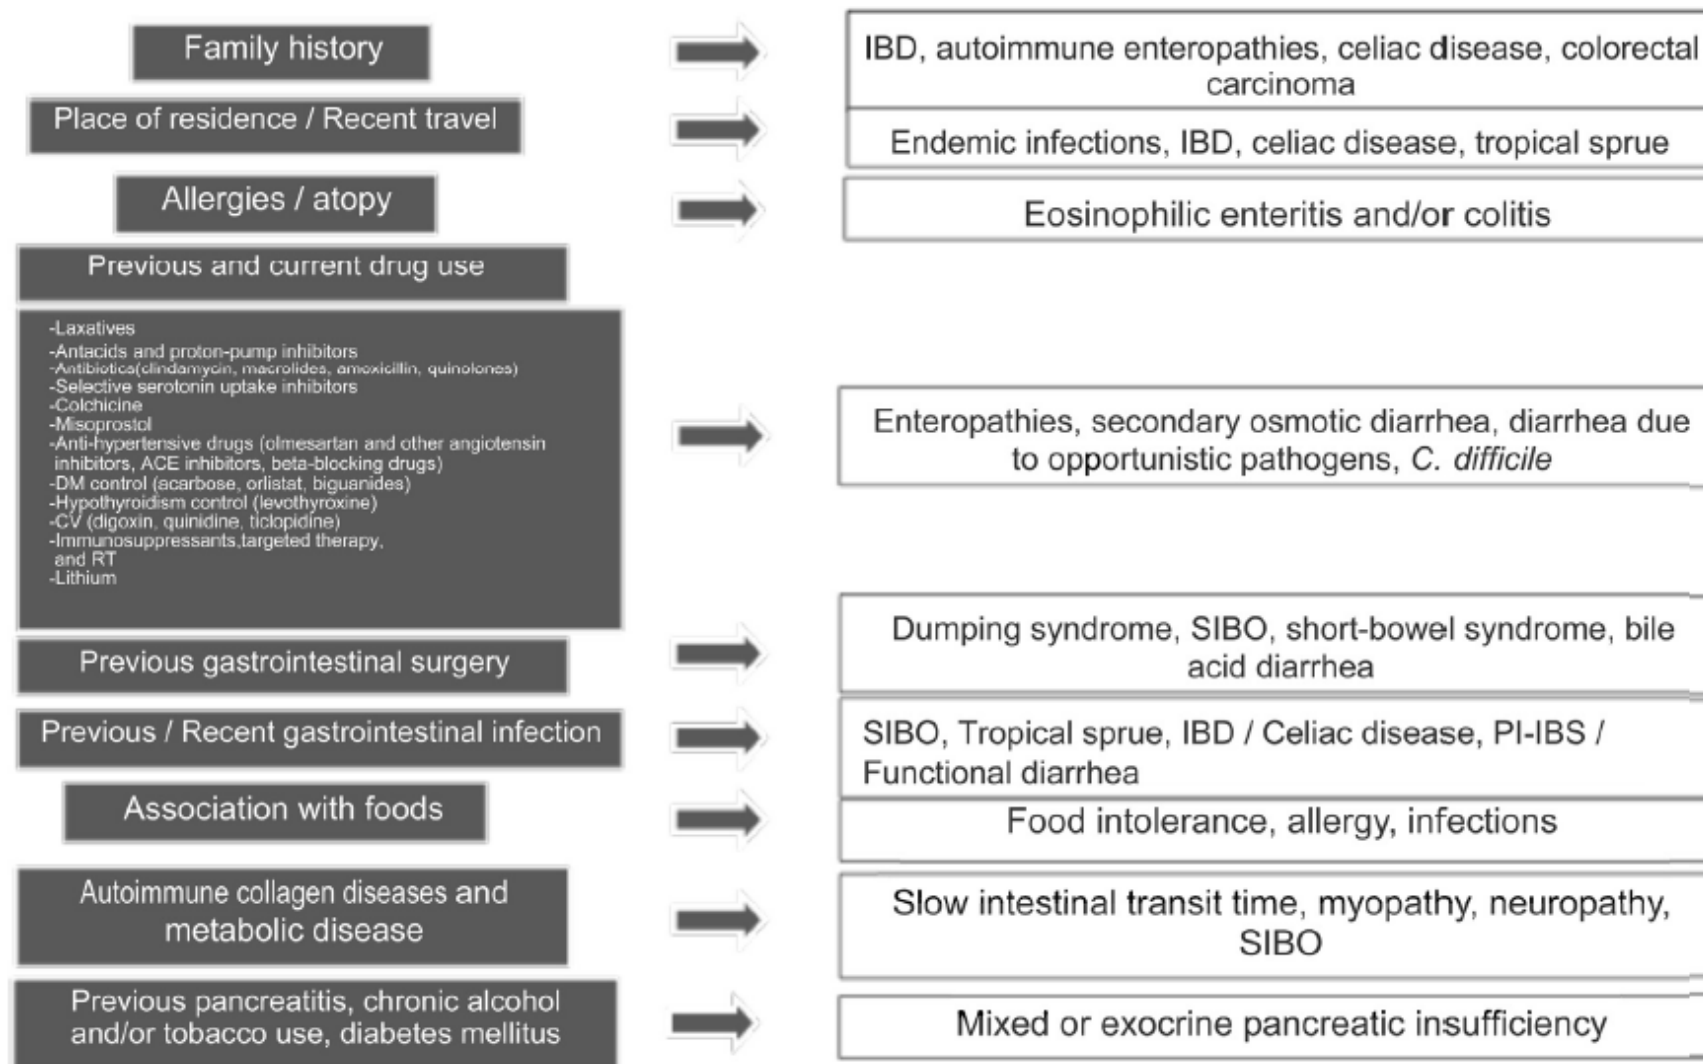 Family history
IBD, autoimmune enteropathies, celiac disease, colorectal
carcinoma
Place of residence / Recent travel
Endemic infections, IBD, celiac disease, tropical sprue
Allergies / atopy
Eosinophilic enteritis and/or colitis
Previous and current drug use
-Laxatives
-Antacids and proton-pump inhibitors
-Antibiotics(clindamycin, macrolides, amoxicillin, quinolones)
-Selective serotonin uptake inhibitors
-Colchicine
-Misoprostol
-Anti-hypertensive drugs (olmesartan and other angiotensin
inhibitors, ACE inhibitors, beta-blocking drugs)
-DM control (acarbose, orlistat, biguanides)
-Hypothyroidism control (levothyroxine)
-CV (digoxin, quinidine, ticlopidine)
-Immunosuppressants,targeted therapy,
and RT
-Lithium
Enteropathies, secondary osmotic diarrhea, diarrhea due
to opportunistic pathogens, C. difficile
Previous gastrointestinal surgery
Dumping syndrome, SIBO, short-bowel syndrome, bile
acid diarrhea
Previous / Recent gastrointestinal infection
SIBO, Tropical sprue, IBD / Celiac disease, PI-IBS /
Functional diarrhea
Association with foods
Food intolerance, allergy, infections
Autoimmune collagen diseases and
metabolic disease
Slow intestinal transit time, myopathy, neuropathy,
SIBO
Previous pancreatitis, chronic alcohol
and/or tobacco use, diabetes mellitus
Mixed or exocrine pancreatic insufficiency